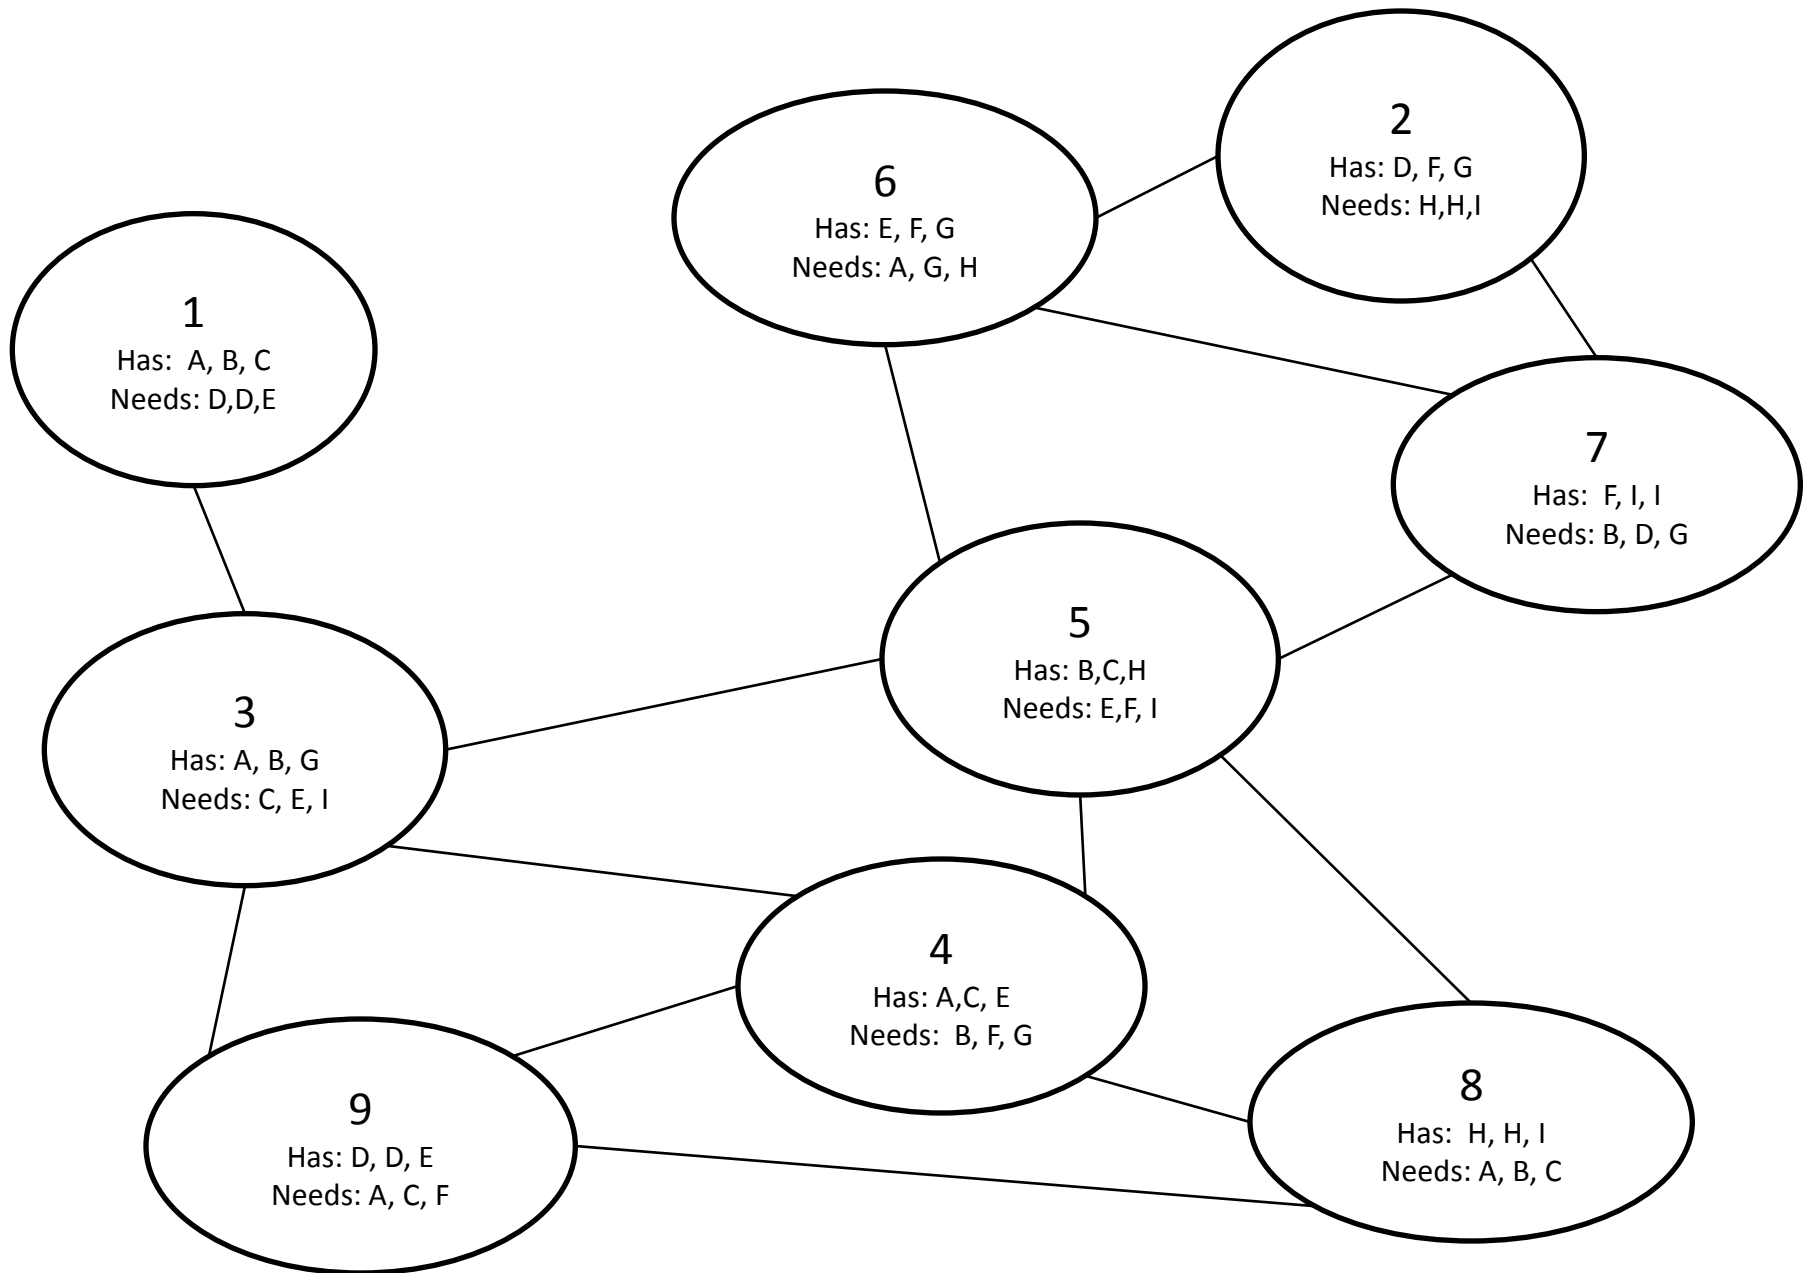 2
Has: D, F, G
Needs: H,H,I
6
Has: E, F, G
Needs: A, G, H
1
Has: A, B, C
Needs: D,D,E
7
Has: F, I, I
Needs: B, D, G
5
Has: B,C,H
Needs: E,F, I
3
Has: A, B, G
Needs: C, E, I
4
Has: A,C, E
Needs: B, F, G
8
Has: H, H, I
Needs: A, B, C
9
Has: D, D, E
Needs: A, C, F